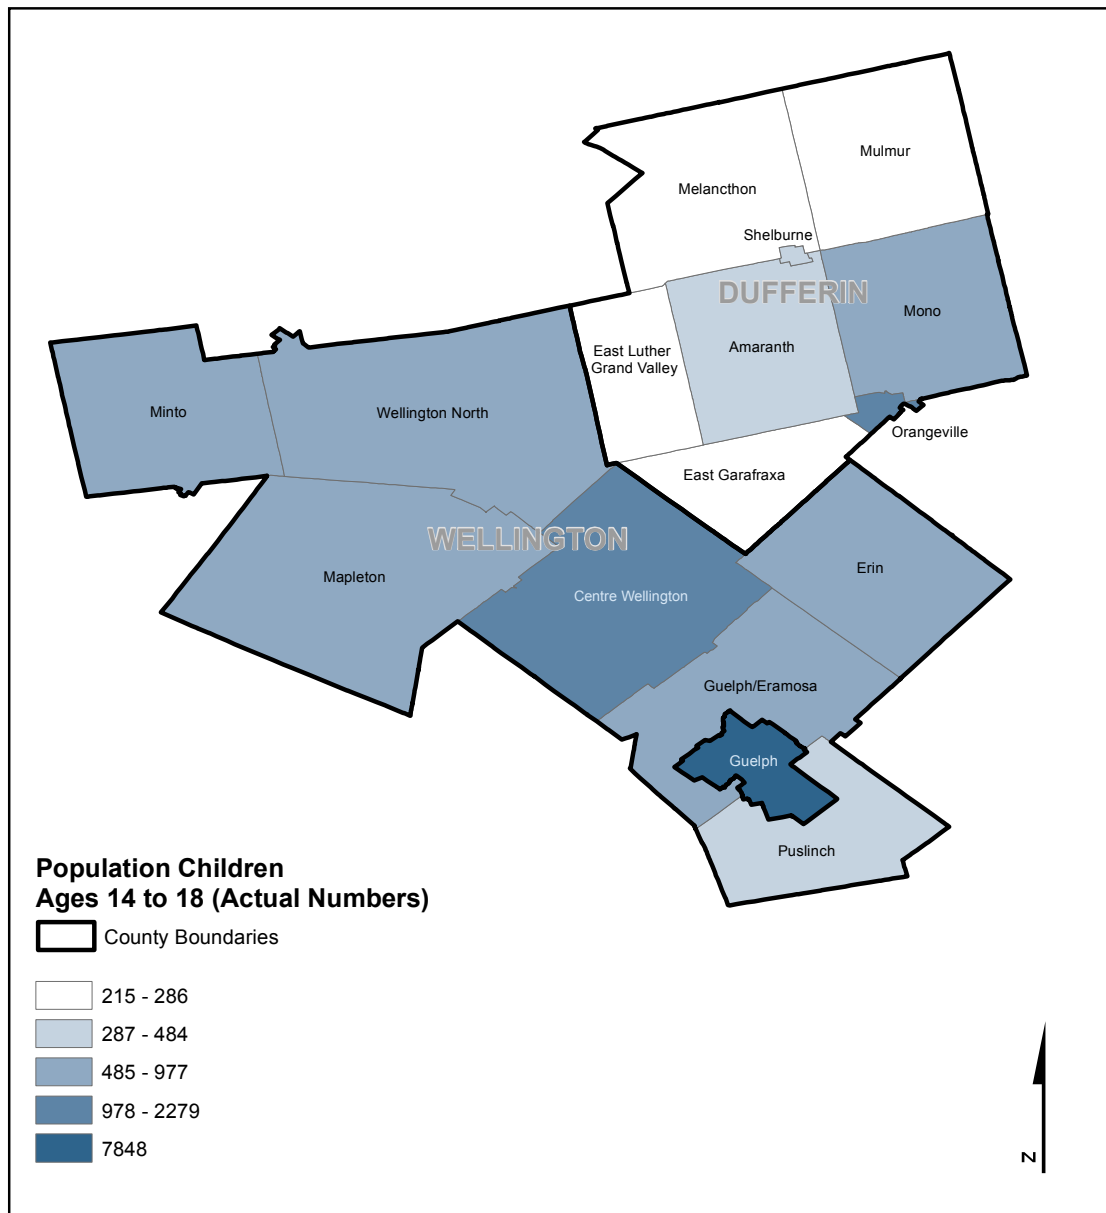 Mulmur
Melancthon
Shelburne
DUFFERIN
Mono
East Luther
Grand Valley
Amaranth
Minto
Wellington North
Orangeville
East Garafraxa
WELLINGTON
Erin
Mapleton
Centre Wellington
Guelph/Eramosa
Guelph
Puslinch
Population Children
Ages 14 to 18 (Actual Numbers)
County Boundaries
215 - 286
287 - 484
485 - 977
978 - 2279
7848
N